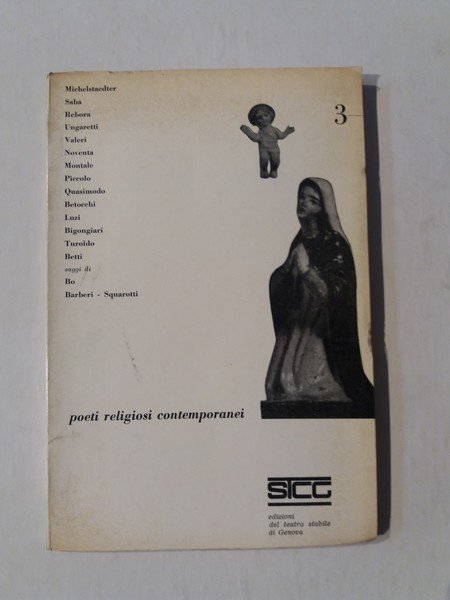 Michelstaedter
Saba
Rebora
Ungaretti
Valeri
Noventa
Montale
Piccolo
Quasimodo
Betocchi
Luzi
Bigongiari
Turoldo
Betti
saggi di
Bo
Barberi - Squarotti
3
poeti religiosi contemporanei
STCG
edizioni
del teatro stabile
di Genova